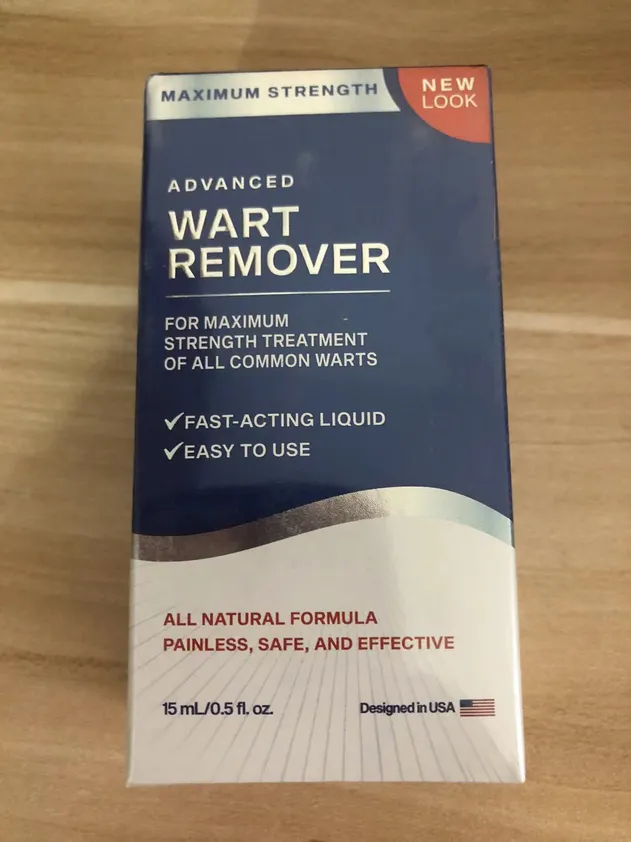 MAXIMUM STRENGTH
NEW
LOOK
ADVANCED
WART
REMOVER
FOR MAXIMUM
STRENGTH TREATMENT
OF ALL COMMON WARTS
✓FAST-ACTING LIQUID
✓EASY TO USE
ALL NATURAL FORMULA
PAINLESS, SAFE, AND EFFECTIVE
15 mL/0.5 fl. oz.
Designed in USA